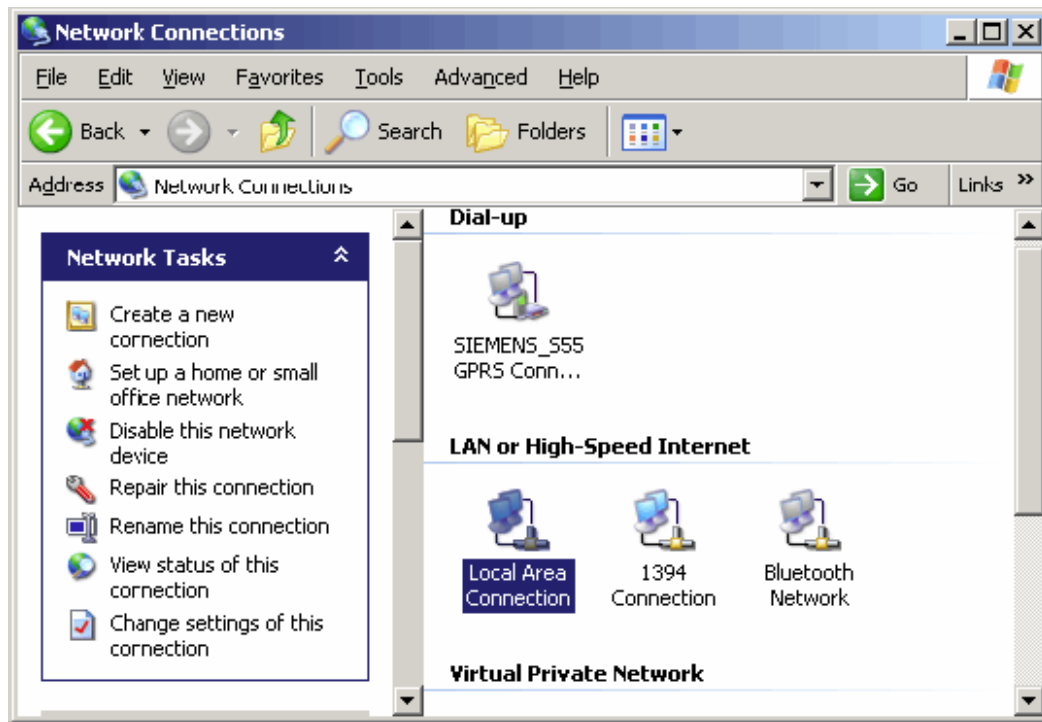 Network Connections
File Edit View Favorites Tools Advanced Help
Back Search Folders
Address Network Connections Go Links »
Network Tasks
Create a new
connection
Set up a home or small
office network
Disable this network
device
Repair this connection
Rename this connection
View status of this
connection
Change settings of this
connection
Dial-up
SIEMENS_S55
GPRS Conn...
LAN or High-Speed Internet
Local Area
Connection
1394
Connection
Bluetooth
Network
Virtual Private Network